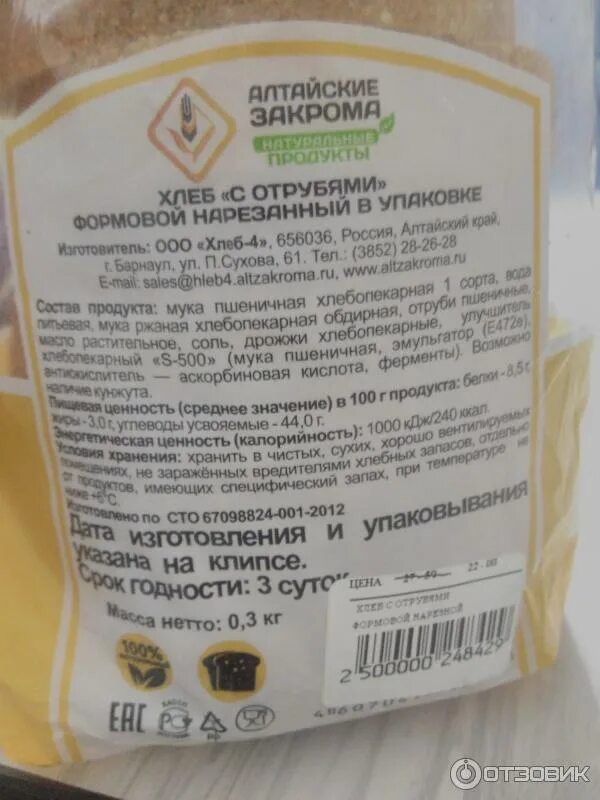 АЛТАЙСКИЕ
ЗАКРОМА
НАТУРАЛЬНЫЕ
ПРОДУКТЫ
ХЛЕБ «С ОТРУБЯМИ»
ФОРМОВОЙ НАРЕЗАННЫЙ В УПАКОВКЕ
Изготовитель: ООО «Хлеб-4», 656036, Россия, Алтайский край,
г. Барнаул, ул. П.Сухова, 61. Тел.: (3852) 28-26-28
E-mail: sales@hleb4.altzakroma.ru, www.altzakroma.ru
Состав продукта: мука пшеничная хлебопекарная 1 сорта, вода
питьевая, мука ржаная хлебопекарная обдирная, отруби пшеничные,
масло растительное, соль, дрожжи хлебопекарные, улучшитель
хлебопекарный «S-500» (мука пшеничная, эмульгатор (Е472е),
антиокислитель — аскорбиновая кислота, ферменты). Возможно
наличие кунжута.
Пищевая ценность (среднее значение) в 100 г продукта: белки - 8,5 г,
жиры - 3,0 г, углеводы усвояемые - 44,0 г.
Энергетическая ценность (калорийность): 1000 кДж/240 ккал.
Условия хранения: хранить в чистых, сухих, хорошо вентилируемых
помещениях, не заражённых вредителями хлебных запасов, отдельно
от продуктов, имеющих специфический запах, при температуре не
ниже +6°С.
Изготовлено по СТО 67098824-001-2012
Дата изготовления и упаковывания
указана на клипсе.
Срок годности: 3 суток
Масса нетто: 0,3 кг
ЦЕНА 27-50 22.00
ХЛЕБ С ОТРУБЯМИ
ФОРМОВОЙ НАРЕЗНОЙ
2 500000 248429
100%
ЕАС
РСТ
486070
ОТЗОВИК